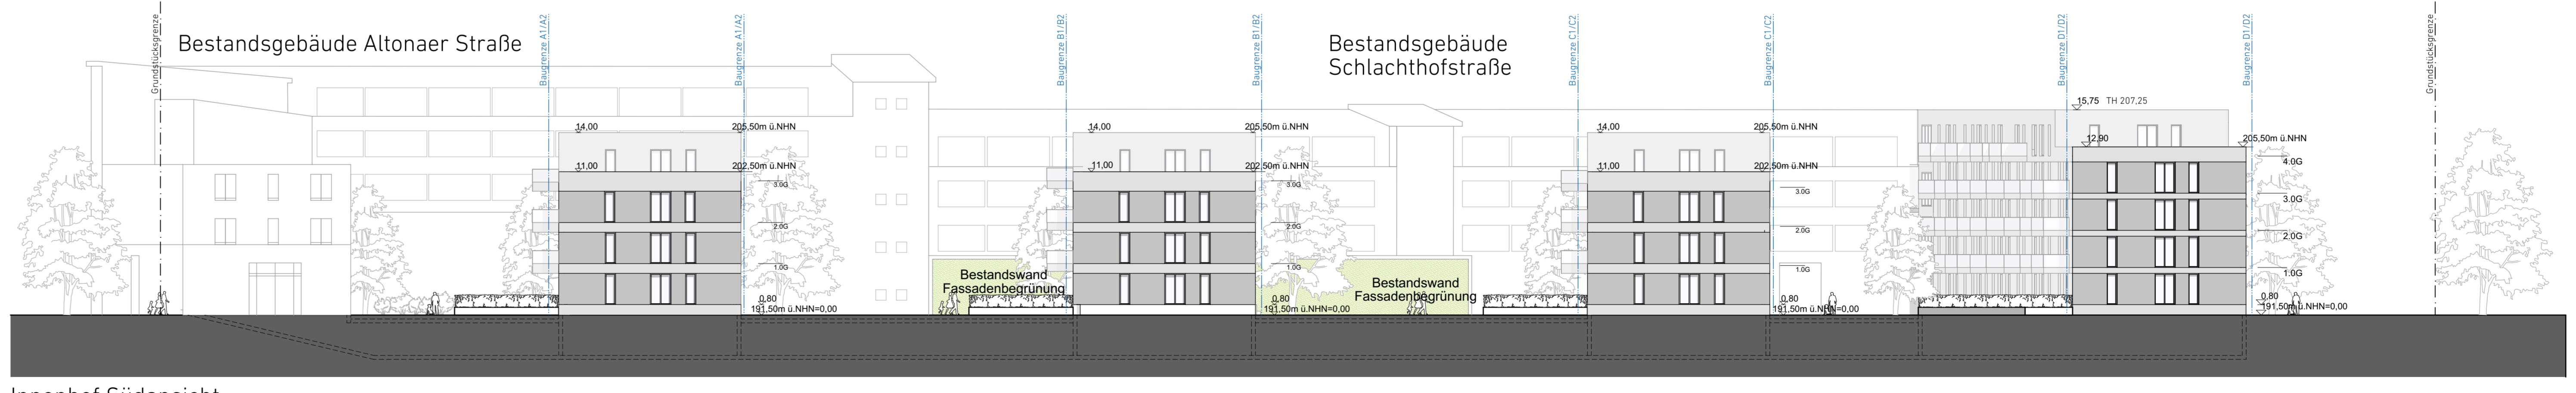 Grundstücksgrenze
Bestandsgebäude Altonaer Straße
Baugrenze A1/A2
Baugrenze A1/A2
Baugrenze B1/B2
Baugrenze B1/B2
Bestandsgebäude
Schlachthofstraße
Baugrenze C1/C2
Baugrenze C1/C2
Baugrenze D1/D2
Baugrenze D1/D2
Grundstücksgrenze
14,00
205,50m ü.NHN
11,00
202,50m ü.NHN
3.OG
2.OG
1.OG
0,80
191,50m ü.NHN=0,00
Bestandswand
Fassadenbegrünung
14,00
205,50m ü.NHN
11,00
202,50m ü.NHN
3.OG
2.OG
1.OG
0,80
191,50m ü.NHN=0,00
Bestandswand
Fassadenbegrünung
14,00
205,50m ü.NHN
11,00
202,50m ü.NHN
3.OG
2.OG
1.OG
0,80
191,50m ü.NHN=0,00
15,75 TH 207,25
12,90
205,50m ü.NHN
4.OG
3.OG
2.OG
1.OG
0,80
191,50m ü.NHN=0,00
Innenhof Südansicht